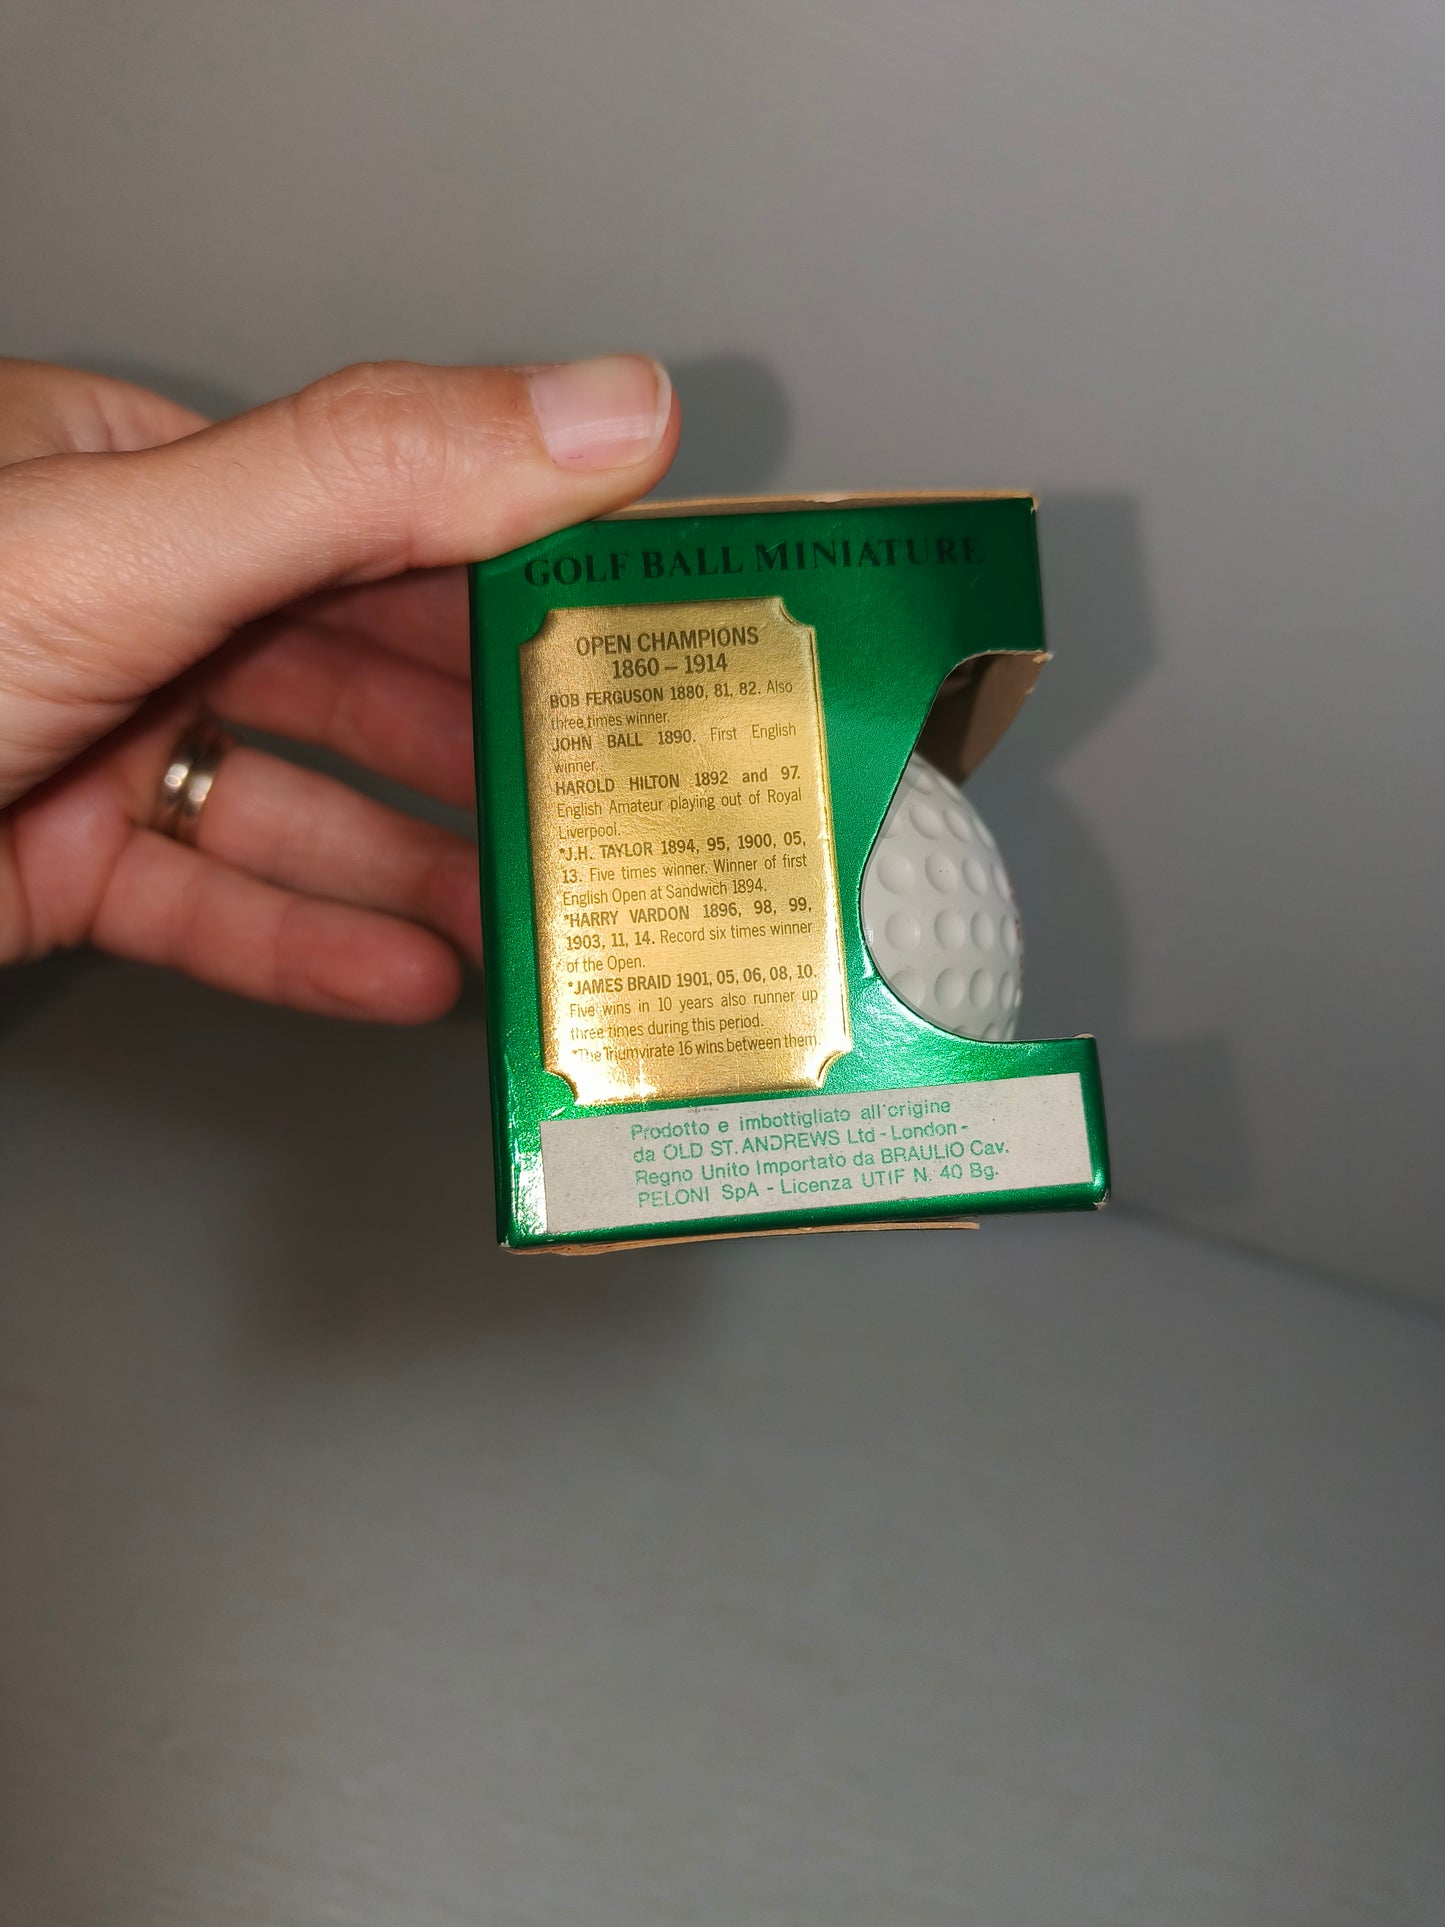 GOLF BALL MINIATURE
OPEN CHAMPIONS
1860 – 1914
BOB FERGUSON 1880, 81, 82. Also
three times winner.
JOHN BALL 1890. First English
winner.
HAROLD HILTON 1892 and 97.
English Amateur playing out of Royal
Liverpool.
*J.H. TAYLOR 1894, 95, 1900, 05,
13. Five times winner. Winner of first
English Open at Sandwich 1894.
*HARRY VARDON 1896, 98, 99,
1903, 11, 14. Record six times winner
of the Open.
*JAMES BRAID 1901, 05, 06, 08, 10.
Five wins in 10 years also runner up
three times during this period.
*The Triumvirate 16 wins between them.
Prodotto e imbottigliato all'origine
da OLD ST. ANDREWS Ltd - London -
Regno Unito Importato da BRAULIO Cav.
PELONI SpA - Licenza UTIF N. 40 Bg.